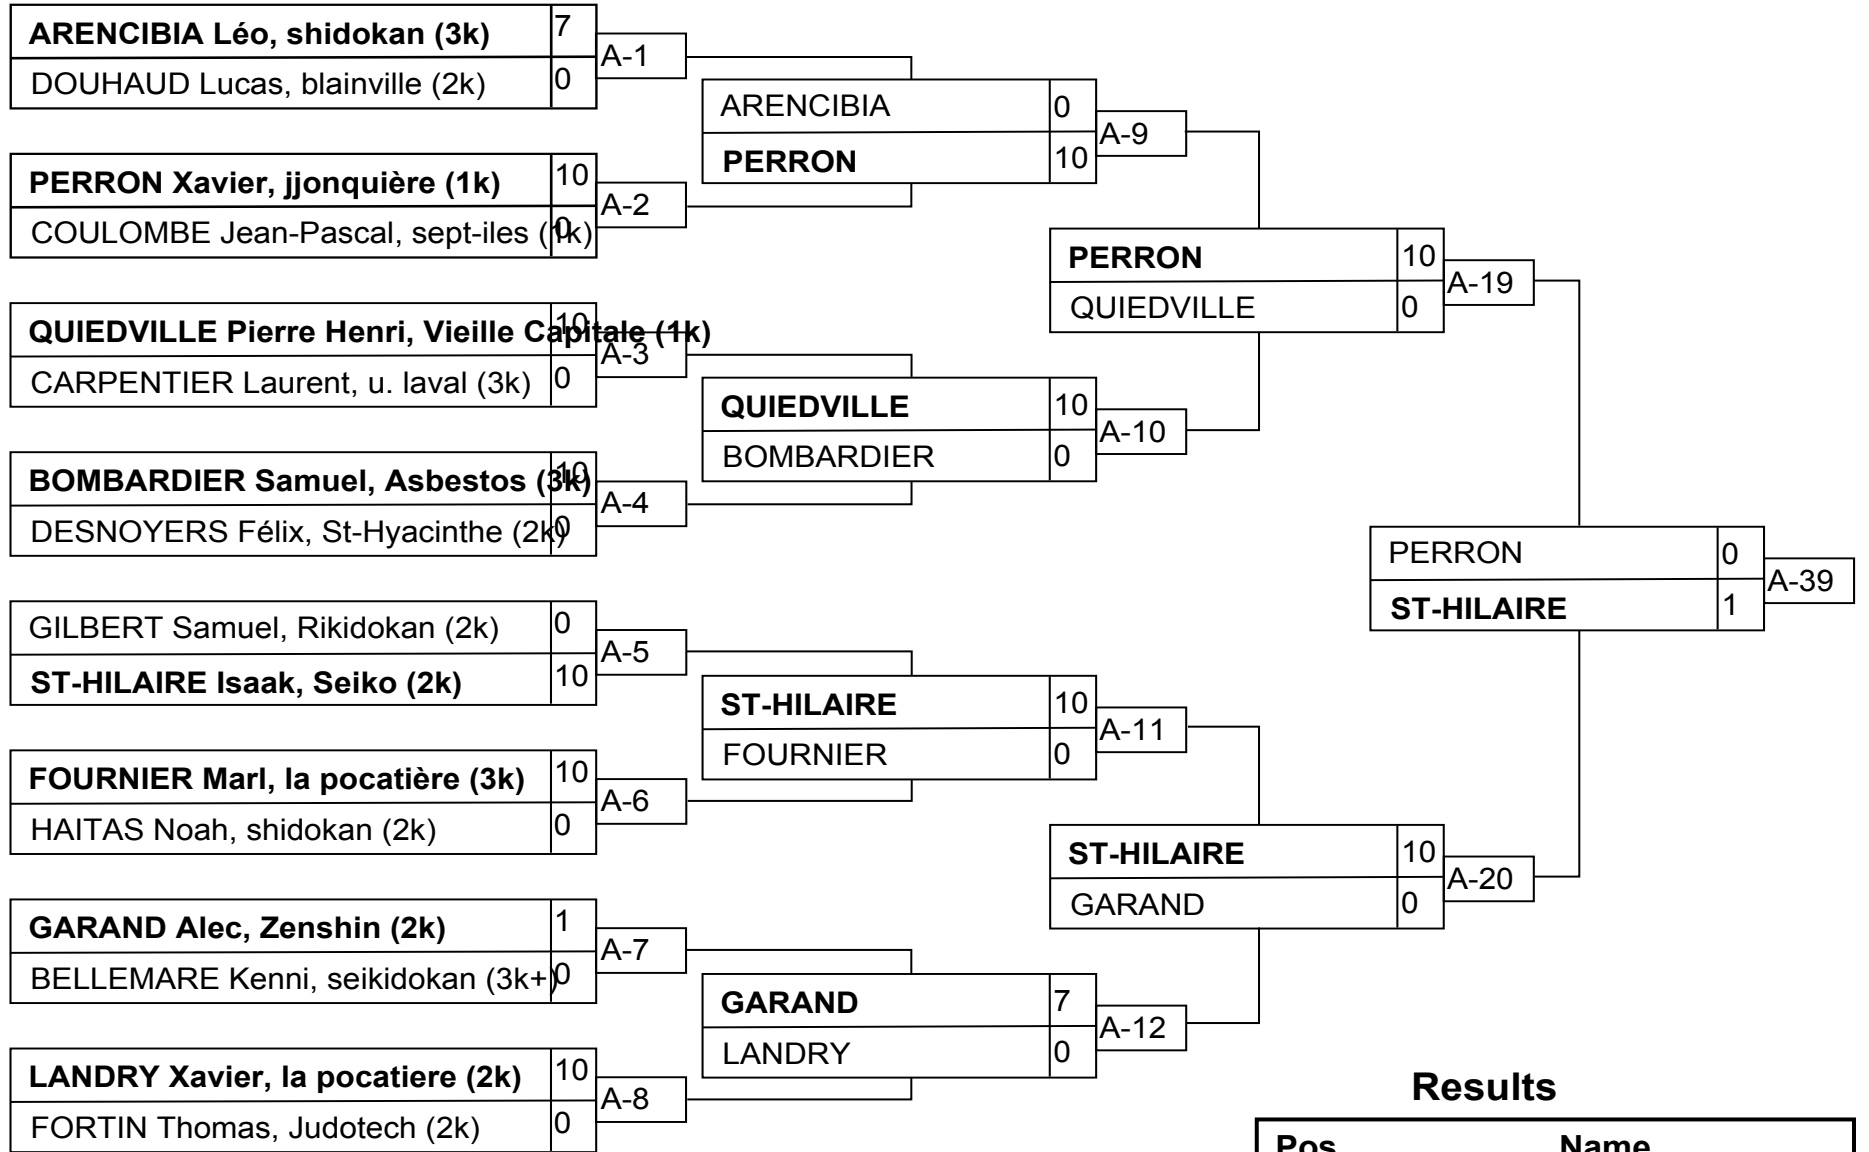 ARENCIBIA Léo, shidokan (3k) 7
DOUHAUD Lucas, blainville (2k) 0
A-1
PERRON Xavier, jjonquière (1k) 10
COULOMBE Jean-Pascal, sept-iles (1k) 0
A-2
QUIEDVILLE Pierre Henri, Vieille Capitale (1k) 10
CARPENTIER Laurent, u. laval (3k) 0
A-3
BOMBARDIER Samuel, Asbestos (3k) 10
DESNOYERS Félix, St-Hyacinthe (2k) 0
A-4
GILBERT Samuel, Rikidokan (2k) 0
ST-HILAIRE Isaak, Seiko (2k) 10
A-5
FOURNIER Marl, la pocatière (3k) 10
HAITAS Noah, shidokan (2k) 0
A-6
GARAND Alec, Zenshin (2k) 1
BELLEMARE Kenni, seikidokan (3k+) 0
A-7
LANDRY Xavier, la pocatiere (2k) 10
FORTIN Thomas, Judotech (2k) 0
A-8
ARENCIBIA 0
PERRON 10
A-9
QUIEDVILLE 10
BOMBARDIER 0
A-10
ST-HILAIRE 10
FOURNIER 0
A-11
GARAND 7
LANDRY 0
A-12
PERRON 10
QUIEDVILLE 0
A-19
ST-HILAIRE 10
GARAND 0
A-20
PERRON 0
ST-HILAIRE 1
A-39
Results
Pos Name